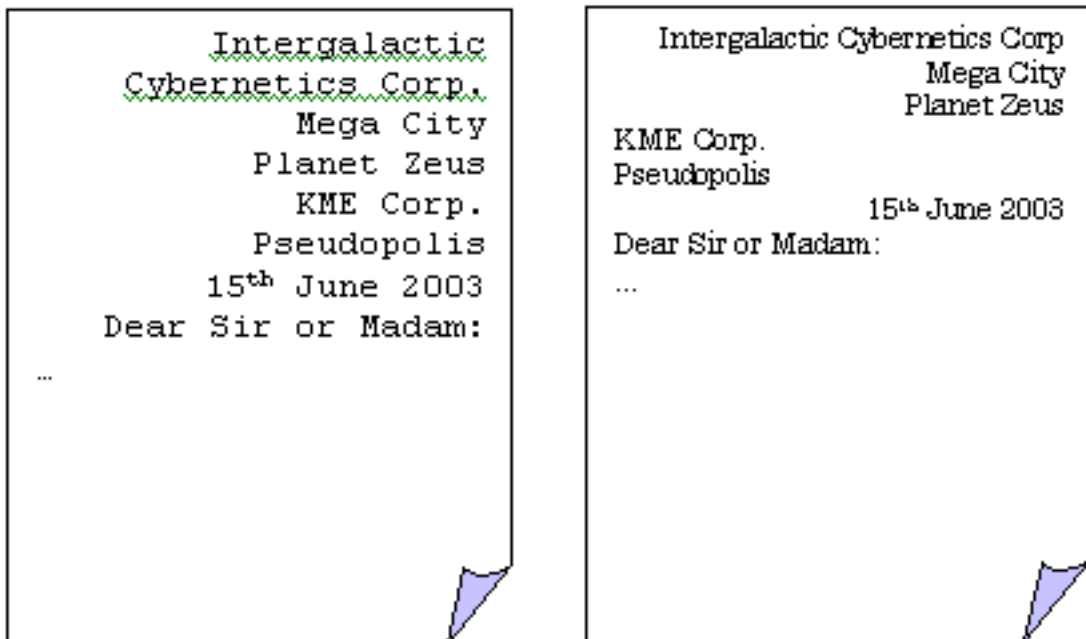 Intergalactic
Cybernetics Corp.
Mega City
Planet Zeus
KME Corp.
Pseudopolis
15th June 2003
Dear Sir or Madam:
...
Intergalactic Cybernetics Corp
Mega City
Planet Zeus
KME Corp.
Pseudopolis
15th June 2003
Dear Sir or Madam:
...